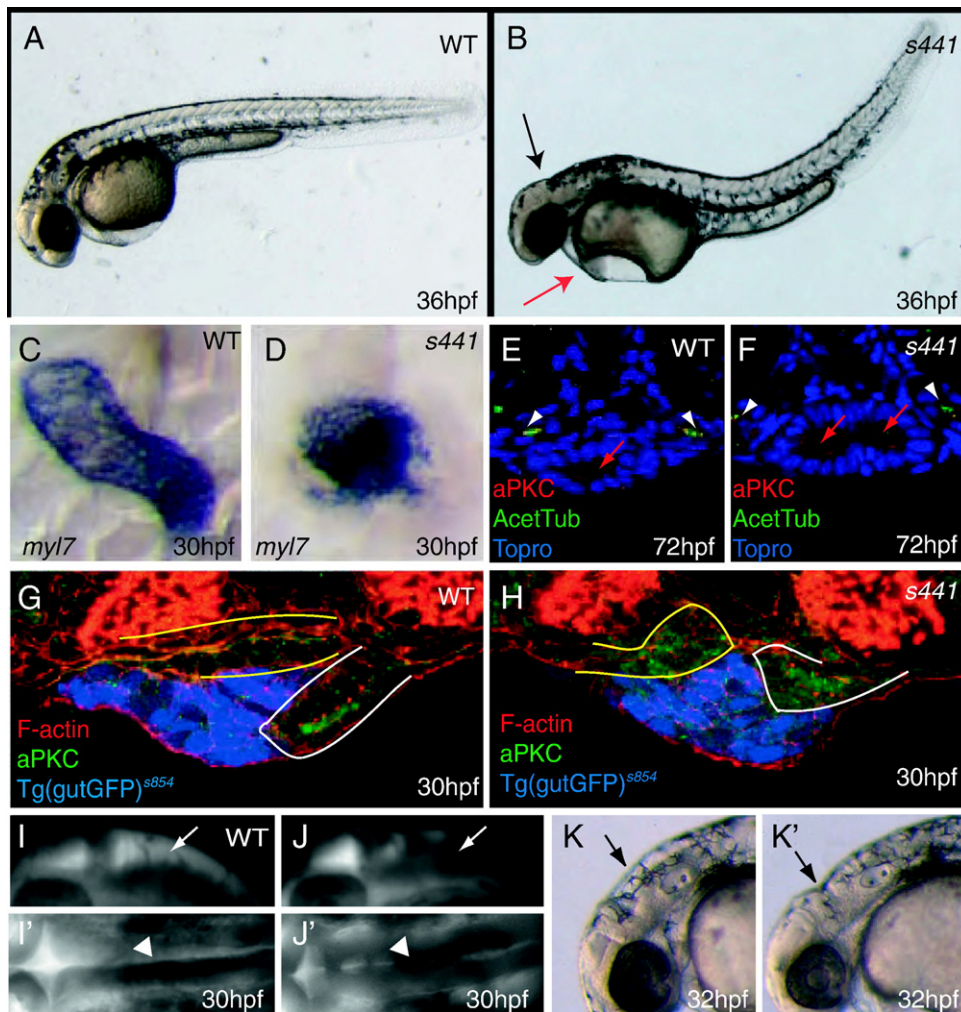 A
WT
36hpf
B
s441
36hpf
C
WT
myl7
30hpf
D
s441
myl7
30hpf
E
WT
aPKC
AcetTub
Topro
72hpf
F
s441
aPKC
AcetTub
Topro
72hpf
G
WT
F-actin
aPKC
Tg(gutGFP)s854
30hpf
H
s441
F-actin
aPKC
Tg(gutGFP)s854
30hpf
I
WT
J
I'
30hpf
J'
30hpf
K
32hpf
K'
32hpf